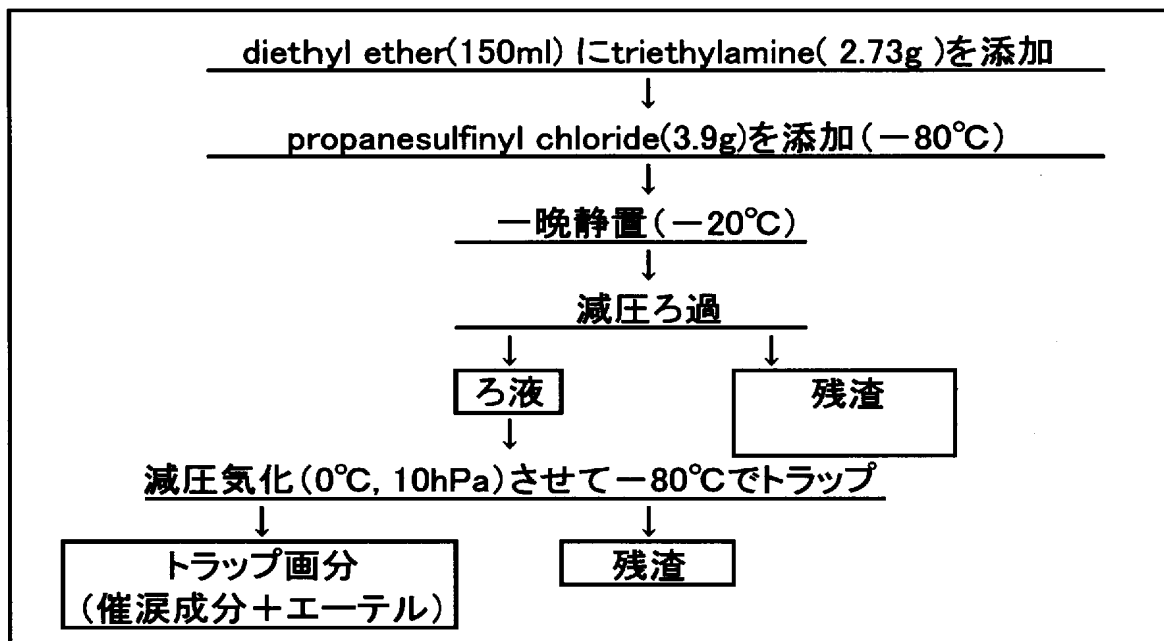 diethyl ether(150ml) にtriethylamine( 2.73g )を添加
↓
propanesulfinyl chloride(3.9g)を添加(−80℃)
↓
一晩静置(−20℃)
↓
減圧ろ過
↓ ↓
ろ液 残渣
↓
減圧気化(0℃, 10hPa)させて−80℃でトラップ
↓ ↓
トラップ画分 残渣
(催涙成分+エーテル)